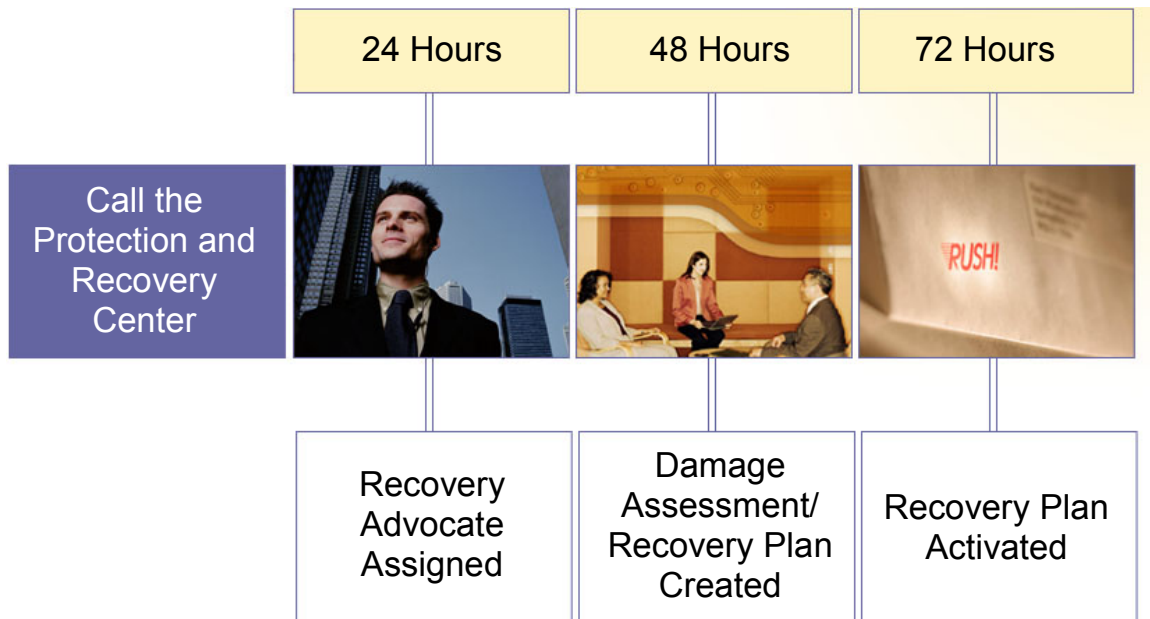 24 Hours
48 Hours
72 Hours
Call the
Protection and
Recovery
Center
RUSH!
Recovery
Advocate
Assigned
Damage
Assessment/
Recovery Plan
Created
Recovery Plan
Activated